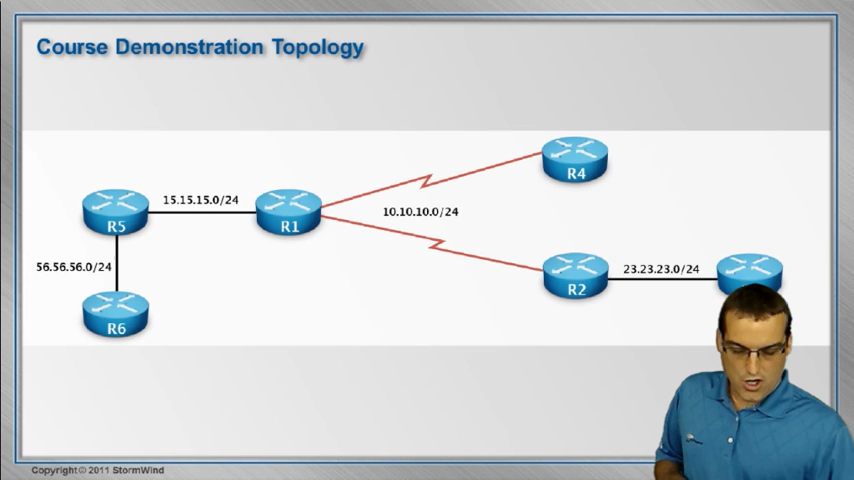 Course Demonstration Topology
R4
15.15.15.0/24
R5
R1
10.10.10.0/24
56.56.56.0/24
R2
23.23.23.0/24
R6
Copyright © 2011 StormWind